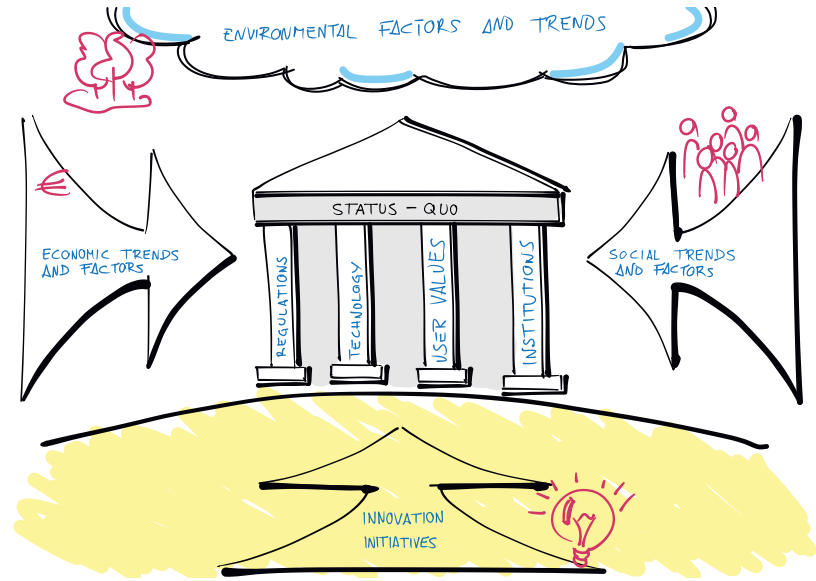 ENVIRONMENTAL FACTORS AND TRENDS
STATUS - QUO
ECONOMIC TRENDS
AND FACTORS
REGULATIONS
TECHNOLOGY
USER VALUES
INSTITUTIONS
SOCIAL TRENDS
AND FACTORS
INNOVATION
INITIATIVES